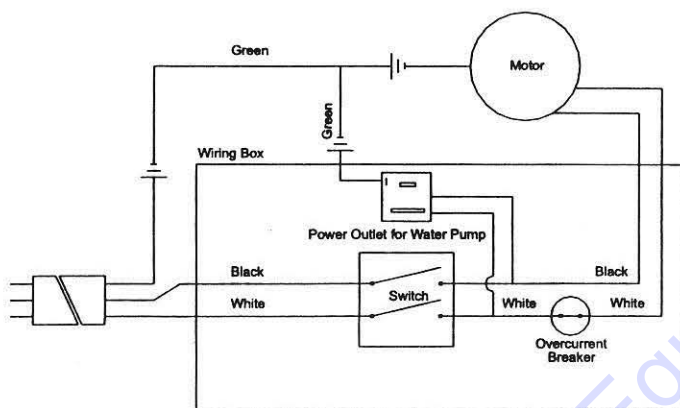 Green
Motor
Green
Wiring Box
Power Outlet for Water Pump
Black
Switch
Black
White
White
White
Overcurrent
Breaker